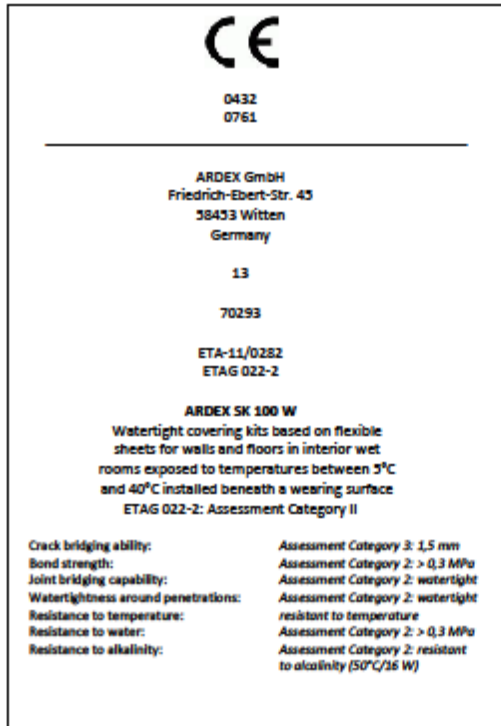 CE
0432
0761
ARDEX GmbH
Friedrich-Ebert-Str. 45
58453 Witten
Germany
13
70293
ETA-11/0282
ETAG 022-2
ARDEX SK 100 W
Watertight covering kits based on flexible
sheets for walls and floors in interior wet
rooms exposed to temperatures between 5°C
and 40°C installed beneath a wearing surface
ETAG 022-2: Assessment Category II
Crack bridging ability: Assessment Category 3: 1,5 mm
Bond strength: Assessment Category 2: > 0,3 MPa
Joint bridging capability: Assessment Category 2: watertight
Watertightness around penetrations: Assessment Category 2: watertight
Resistance to temperature: resistant to temperature
Resistance to water: Assessment Category 2: > 0,3 MPa
Resistance to alkalinity: Assessment Category 2: resistant
to alcalinity (50°C/16 W)